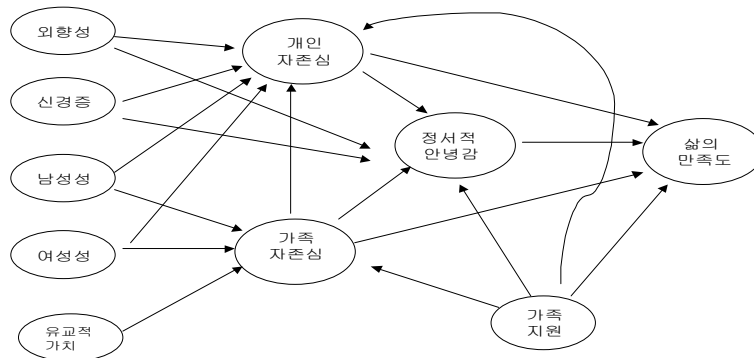 외향성
개인
자존심
신경증
정서적
안녕감
삶의
만족도
남성성
여성성
가족
자존심
유교적
가치
가족
지원